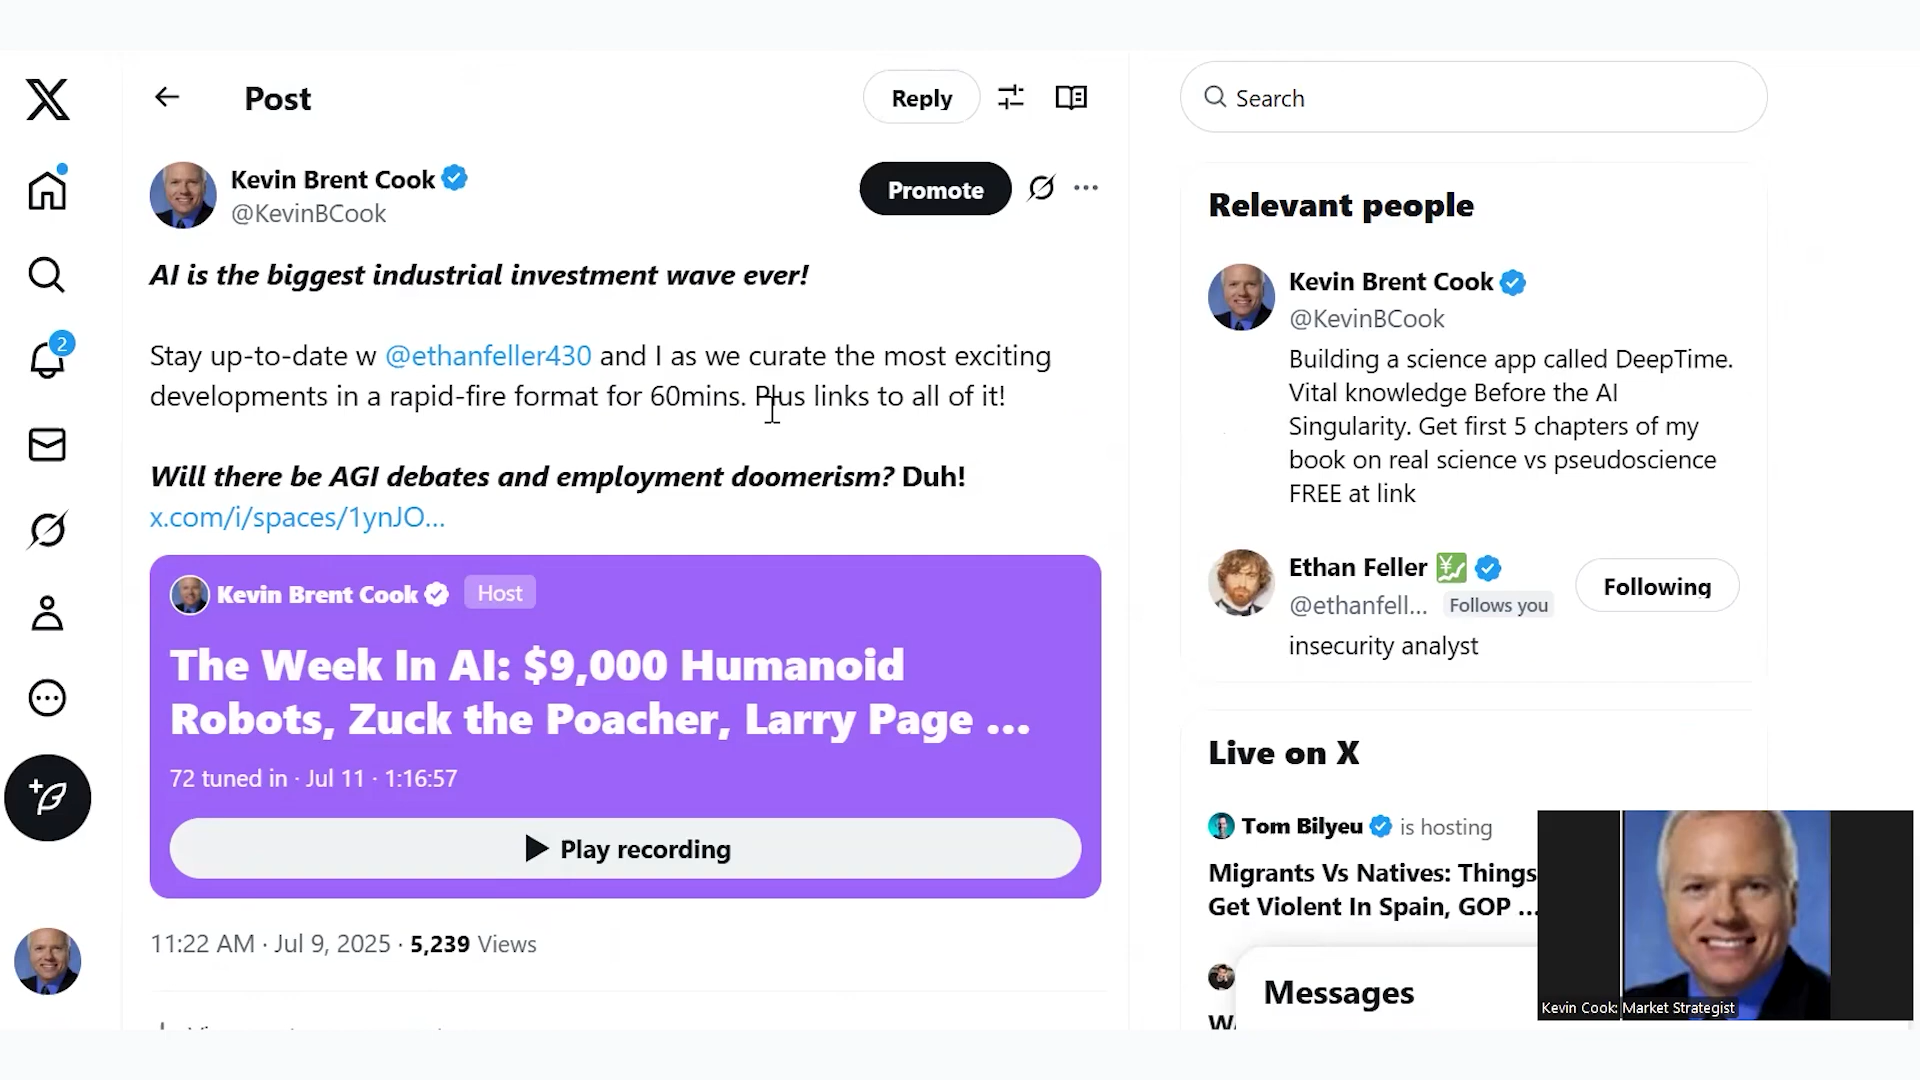 Post
Reply
Search
Kevin Brent Cook
@KevinBCook
Promote
AI is the biggest industrial investment wave ever!
Stay up-to-date w @ethanfeller430 and I as we curate the most exciting
developments in a rapid-fire format for 60mins. Plus links to all of it!
Will there be AGI debates and employment doomerism? Duh!
x.com/i/spaces/1ynJO...
Kevin Brent Cook Host
The Week In AI: $9,000 Humanoid
Robots, Zuck the Poacher, Larry Page ...
72 tuned in · Jul 11 · 1:16:57
Play recording
11:22 AM · Jul 9, 2025 · 5,239 Views
2
Relevant people
Kevin Brent Cook
@KevinBCook
Building a science app called DeepTime.
Vital knowledge Before the AI
Singularity. Get first 5 chapters of my
book on real science vs pseudoscience
FREE at link
Ethan Feller
@ethanfell... Follows you
Following
insecurity analyst
Live on X
Tom Bilyeu is hosting
Migrants Vs Natives: Things
Get Violent In Spain, GOP ...
Messages
Kevin Cook: Market Strategist